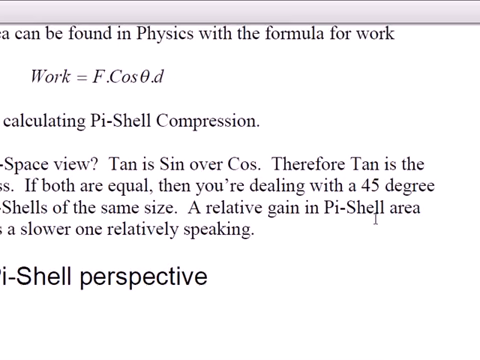 ea can be found in Physics with the formula for work
Work = F.Cosθ.d
calculating Pi-Shell Compression.
-Space view? Tan is Sin over Cos. Therefore Tan is the
ss. If both are equal, then you're dealing with a 45 degree
-Shells of the same size. A relative gain in Pi-Shell area
s a slower one relatively speaking.
Pi-Shell perspective